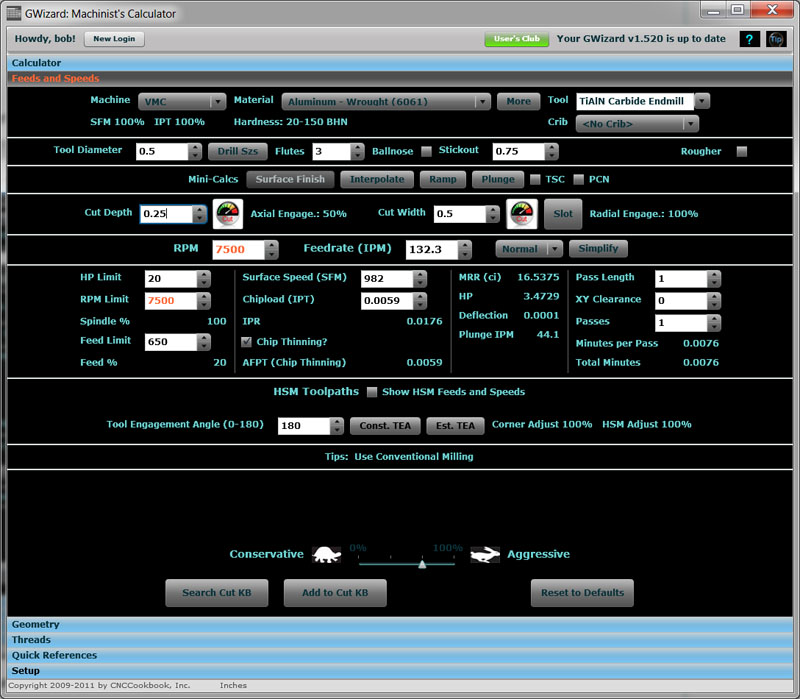 GWizard: Machinist's Calculator
Howdy, bob! New Login User's Club Your GWizard v1.520 is up to date ? Tip
Calculator
Feeds and Speeds
Machine VMC Material Aluminum - Wrought (6061) More Tool TiAlN Carbide Endmill
SFM 100% IPT 100% Hardness: 20-150 BHN Crib <No Crib>
Tool Diameter 0.5 Drill Szs Flutes 3 Ballnose Stickout 0.75 Rougher
Mini-Calcs Surface Finish Interpolate Ramp Plunge TSC PCN
Cut Depth 0.25 Cut Axial Engage.: 50% Cut Width 0.5 Cut Slot Radial Engage.: 100%
RPM 7500 Feedrate (IPM) 132.3 Normal Simplify
HP Limit 20 Surface Speed (SFM) 982 MRR (ci) 16.5375 Pass Length 1
RPM Limit 7500 Chipload (IPT) 0.0059 HP 3.4729 XY Clearance 0
Spindle % 100 IPR 0.0176 Deflection 0.0001 Passes 1
Feed Limit 650 Chip Thinning? Plunge IPM 44.1 Minutes per Pass 0.0076
Feed % 20 AFPT (Chip Thinning) 0.0059 Total Minutes 0.0076
HSM Toolpaths Show HSM Feeds and Speeds
Tool Engagement Angle (0-180) 180 Const. TEA Est. TEA Corner Adjust 100% HSM Adjust 100%
Tips: Use Conventional Milling
Conservative 0% 100% Aggressive
Search Cut KB Add to Cut KB Reset to Defaults
Geometry
Threads
Quick References
Setup
Copyright 2009-2011 by CNCCookbook, Inc. Inches